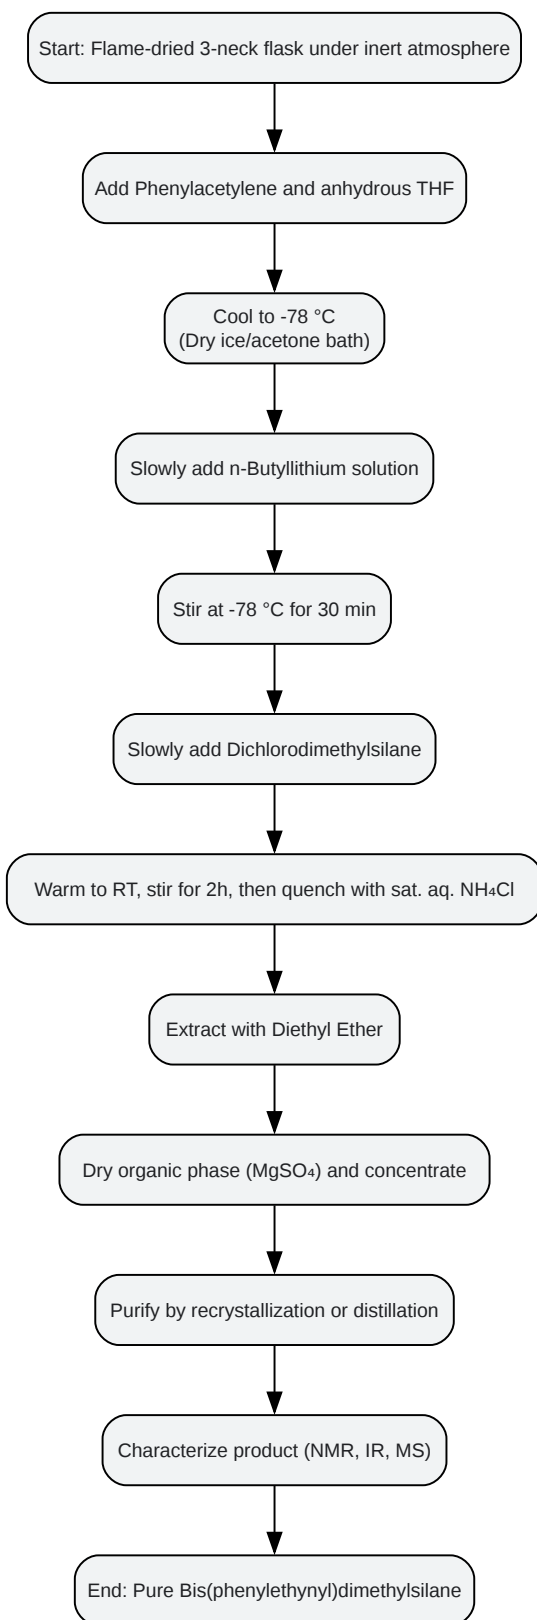 Start: Flame-dried 3-neck flask under inert atmosphere
Add Phenylacetylene and anhydrous THF
Cool to -78 °C
(Dry ice/acetone bath)
Slowly add n-Butyllithium solution
Stir at -78 °C for 30 min
Slowly add Dichlorodimethylsilane
Warm to RT, stir for 2h, then quench with sat. aq. NH₄Cl
Extract with Diethyl Ether
Dry organic phase (MgSO₄) and concentrate
Purify by recrystallization or distillation
Characterize product (NMR, IR, MS)
End: Pure Bis(phenylethynyl)dimethylsilane